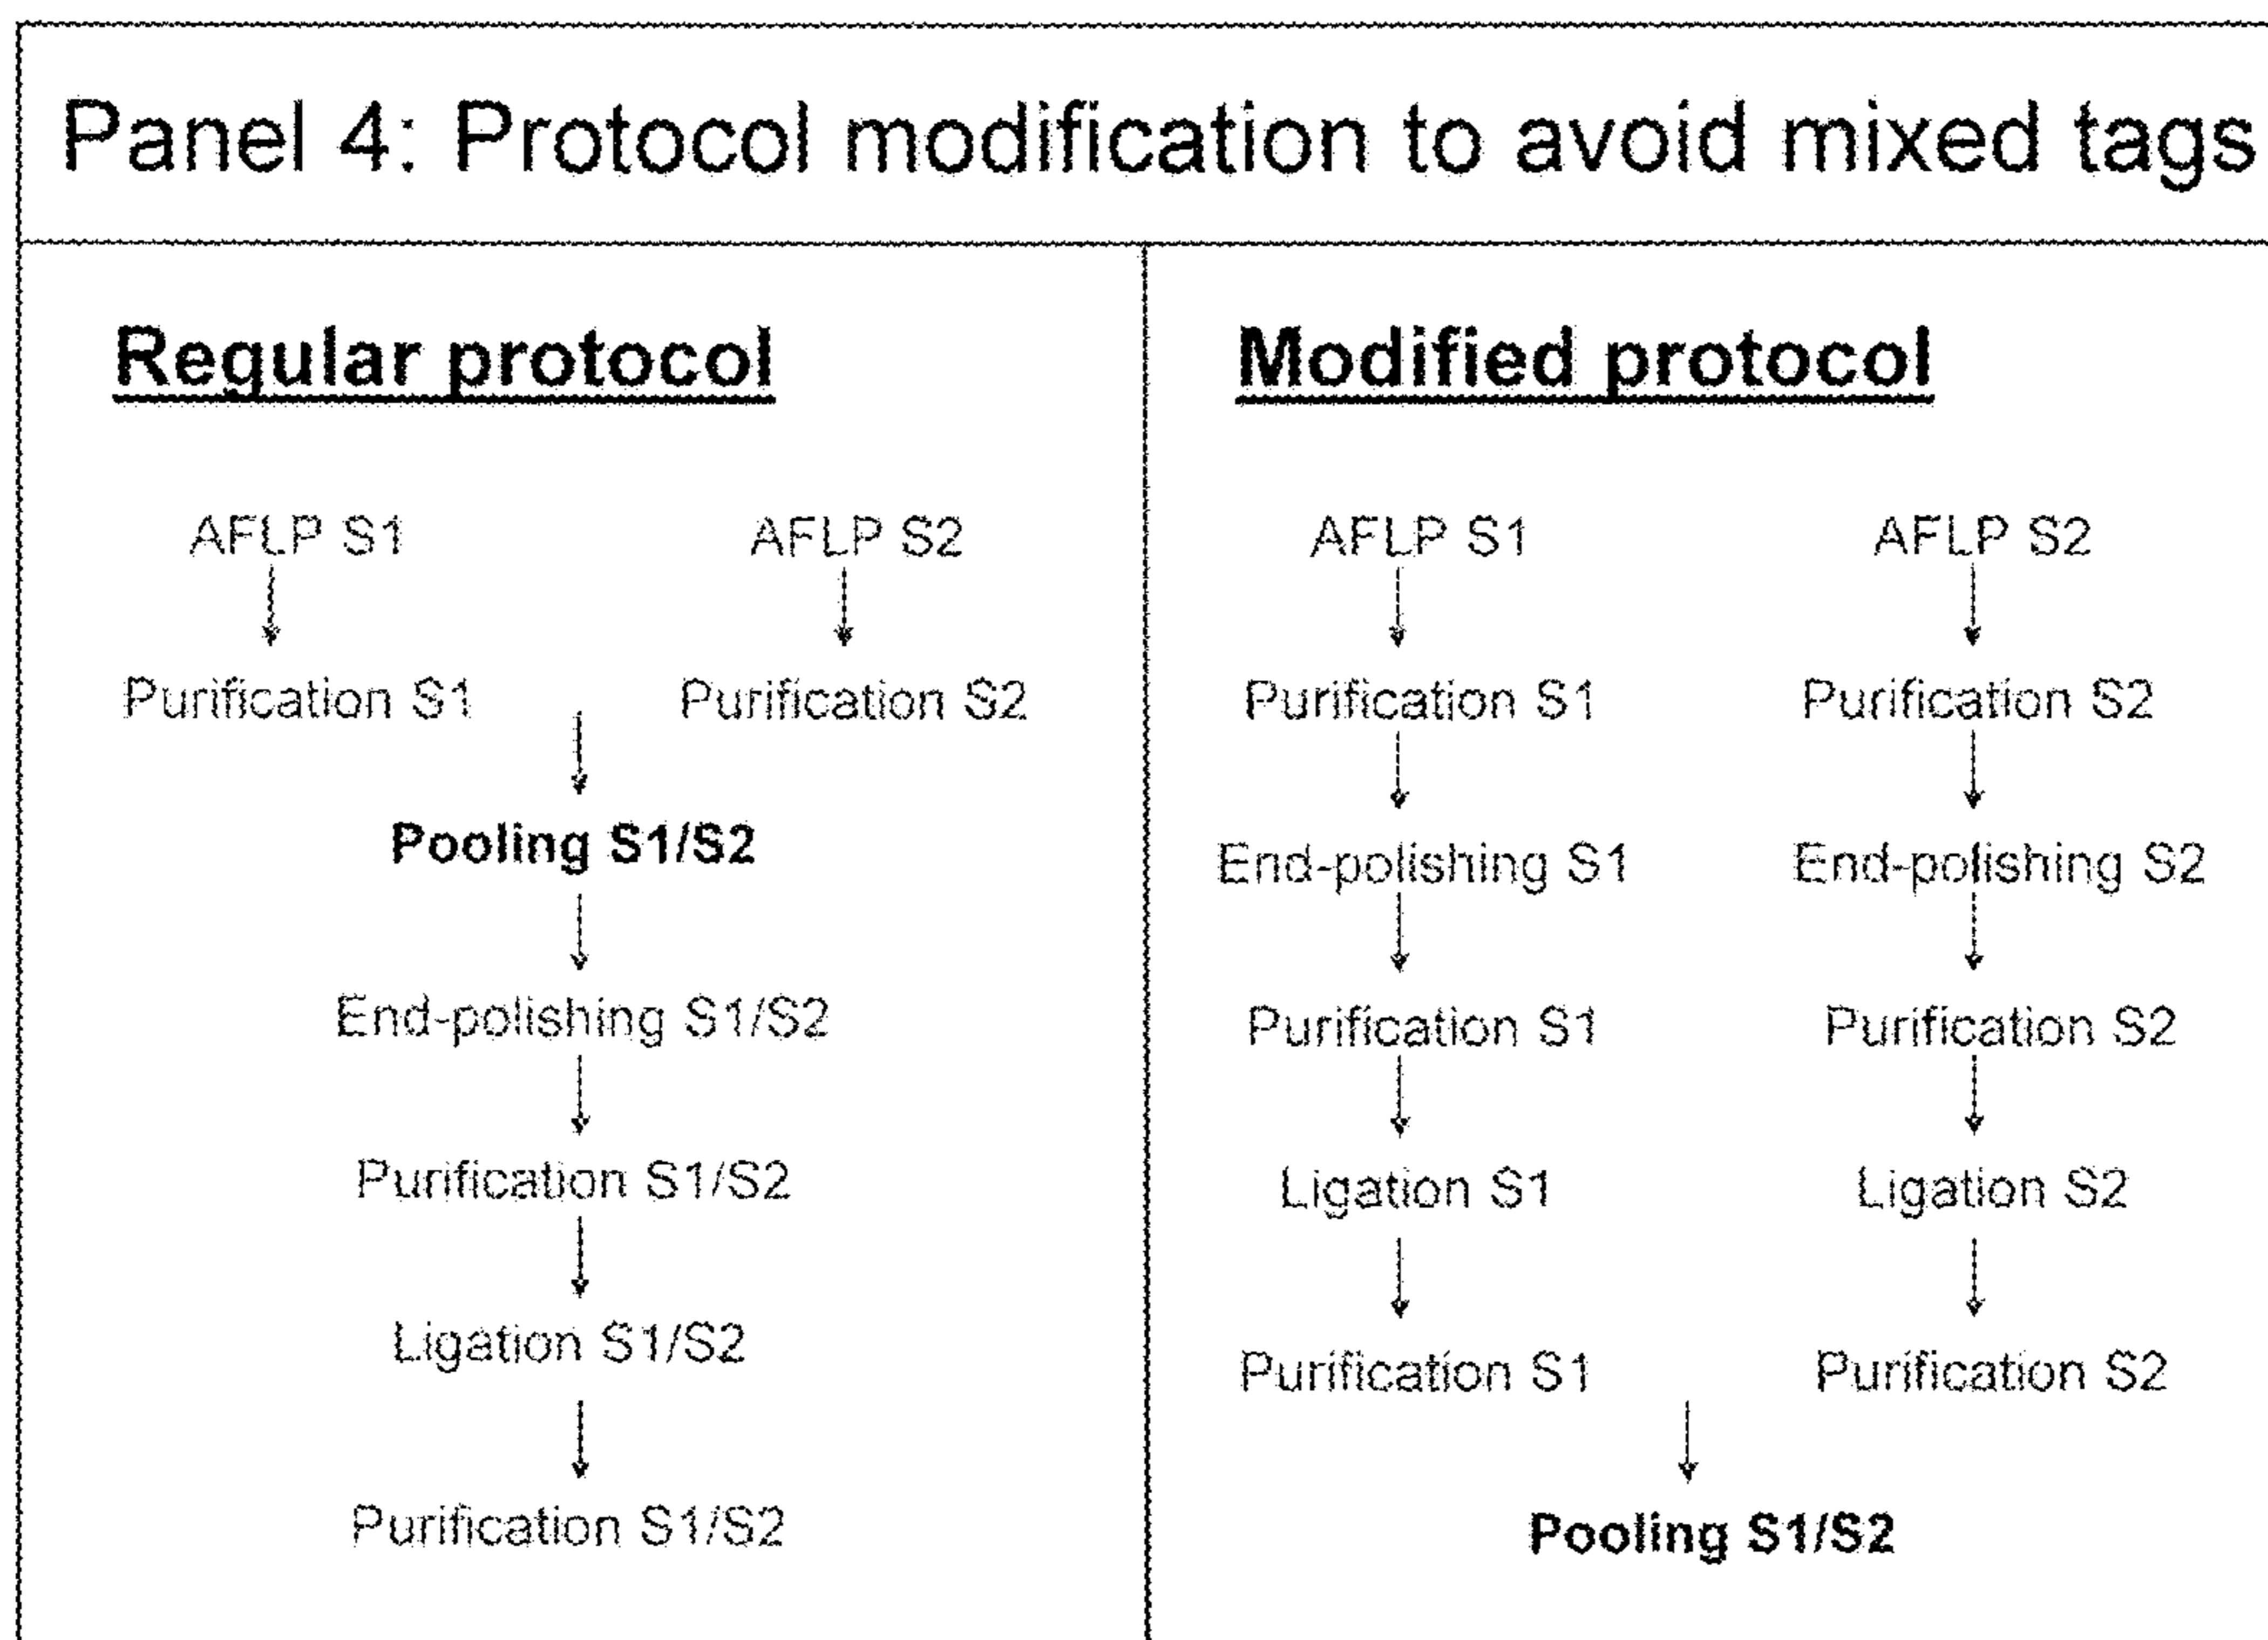 Panel 4: Protocol modification to avoid mixed tags
Regular protocol
AFLP S1 AFLP S2
Purification S1 Purification S2
Pooling S1/S2
End-polishing S1/S2
Purification S1/S2
Ligation S1/S2
Purification S1/S2
Modified protocol
AFLP S1 AFLP S2
Purification S1 Purification S2
End-polishing S1 End-polishing S2
Purification S1 Purification S2
Ligation S1 Ligation S2
Purification S1 Purification S2
Pooling S1/S2